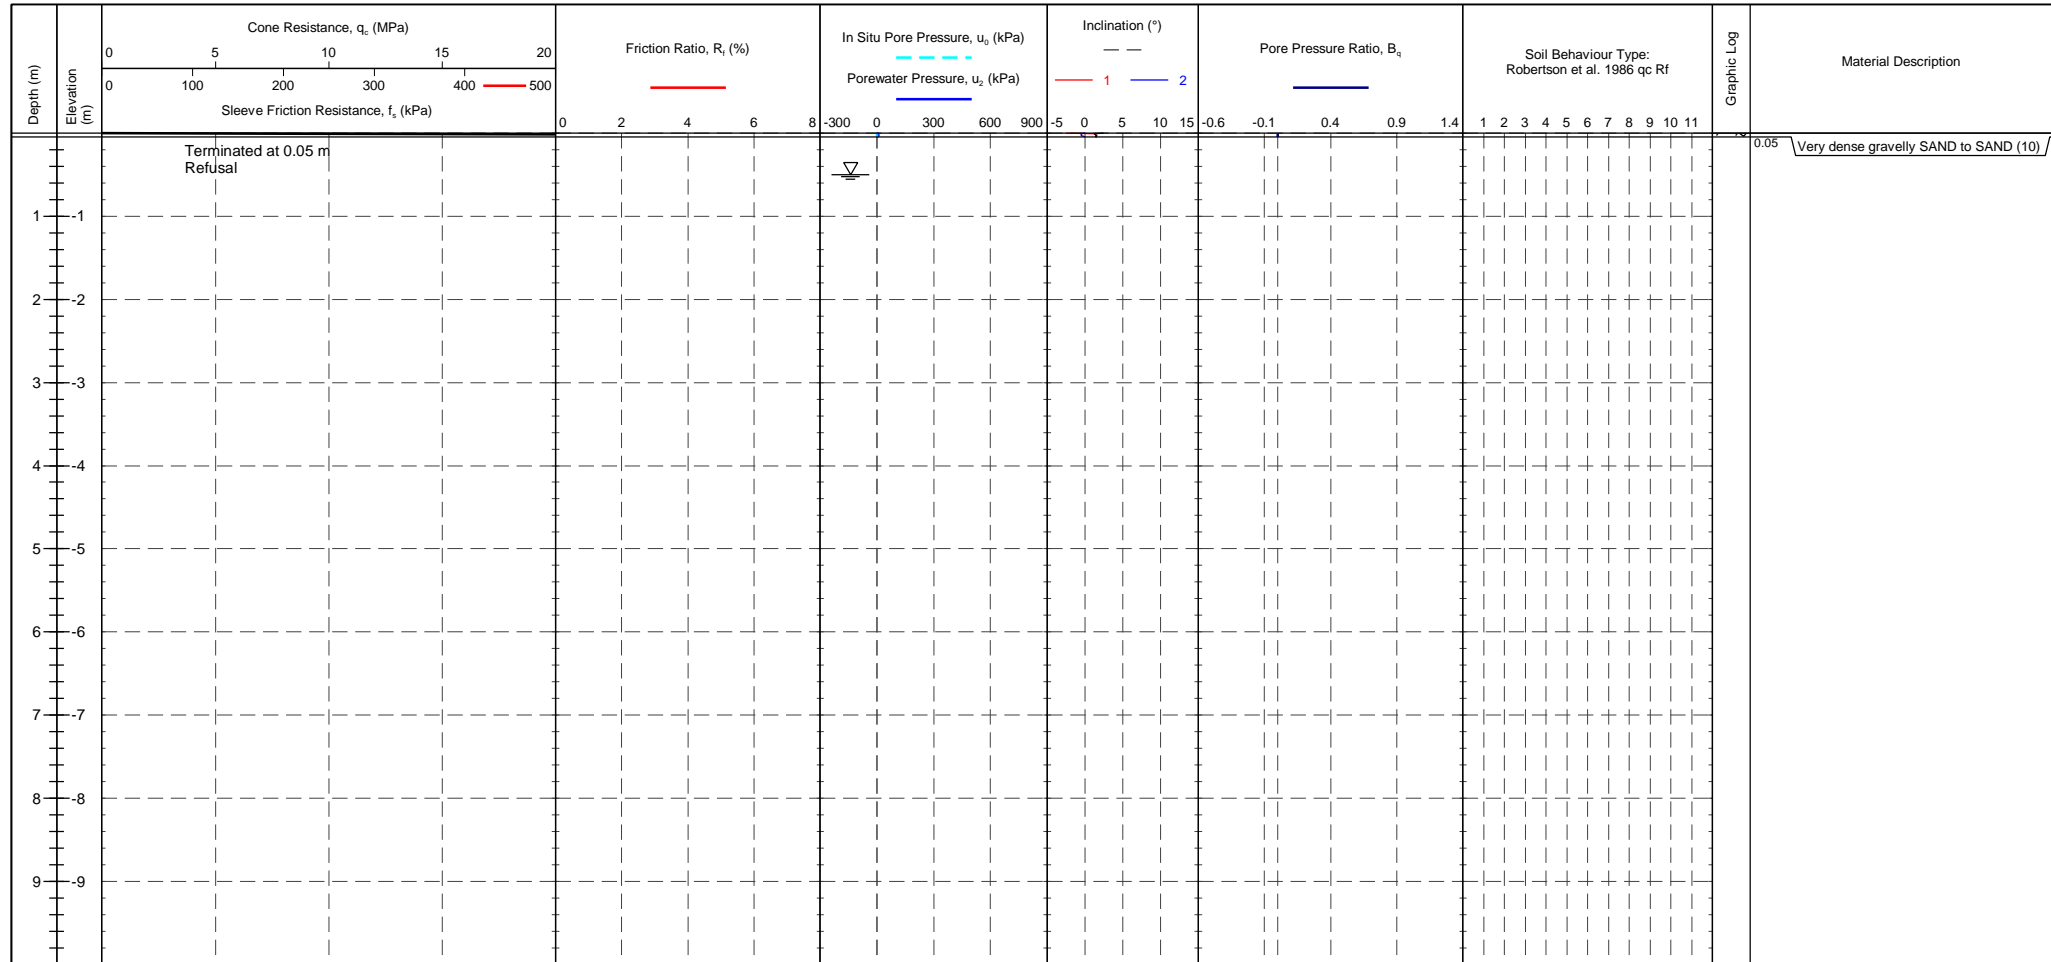 Depth (m)
Elevation
(m)
Cone Resistance, qc (MPa)
0 5 10 15 20
100 200 300 400 500
0
Sleeve Friction Resistance, fs (kPa)
Friction Ratio, Rf (%)
0 2 4 6 8
In Situ Pore Pressure, u0 (kPa)
Porewater Pressure, u2 (kPa)
-300 0 300 600 900
Inclination (°)
1 2
-5 0 5 10 15
Pore Pressure Ratio, Bq
-0.6 -0.1 0.4 0.9 1.4
Soil Behaviour Type:
Robertson et al. 1986 qc Rf
1 2 3 4 5 6 7 8 9 10 11
Graphic Log
Material Description
Terminated at 0.05 m
Refusal
0.05 Very dense gravelly SAND to SAND (10)
1 -1
2 -2
3 -3
4 -4
5 -5
6 -6
7 -7
8 -8
9 -9